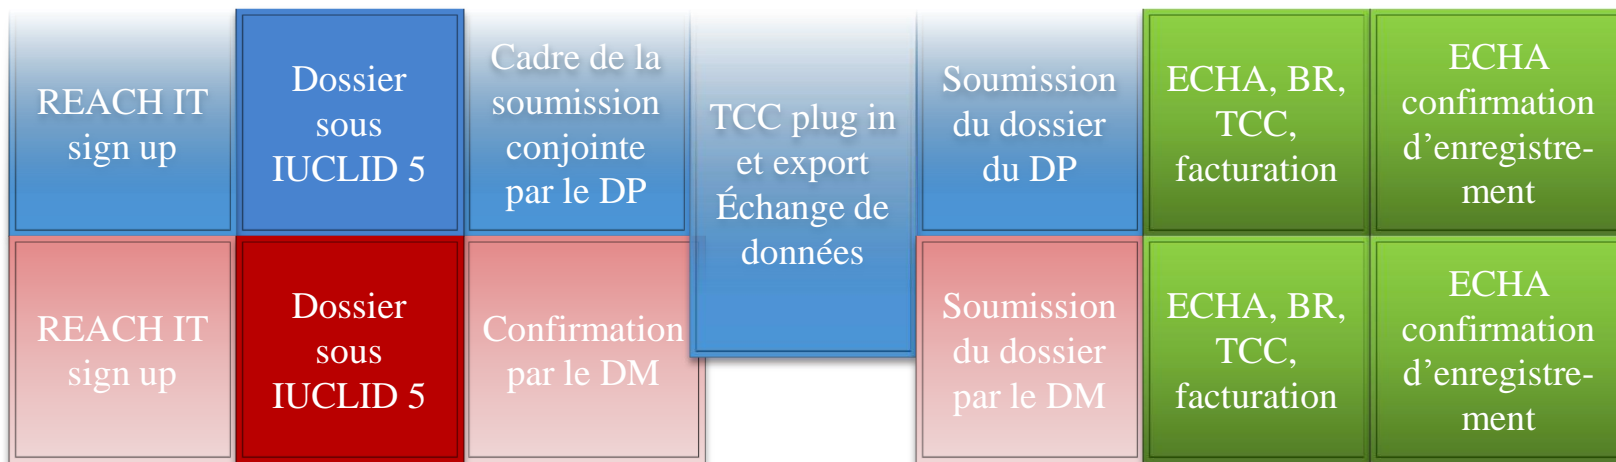 REACH IT
sign up
Dossier
sous
IUCLID 5
Cadre de la
soumission
conjointe
par le DP
TCC plug in
et export
Échange de
données
Soumission
du dossier
du DP
ECHA, BR,
TCC,
facturation
ECHA
confirmation
d’enregistre-
ment
REACH IT
sign up
Dossier
sous
IUCLID 5
Confirmation
par le DM
Soumission
du dossier
par le DM
ECHA, BR,
TCC,
facturation
ECHA
confirmation
d’enregistre-
ment